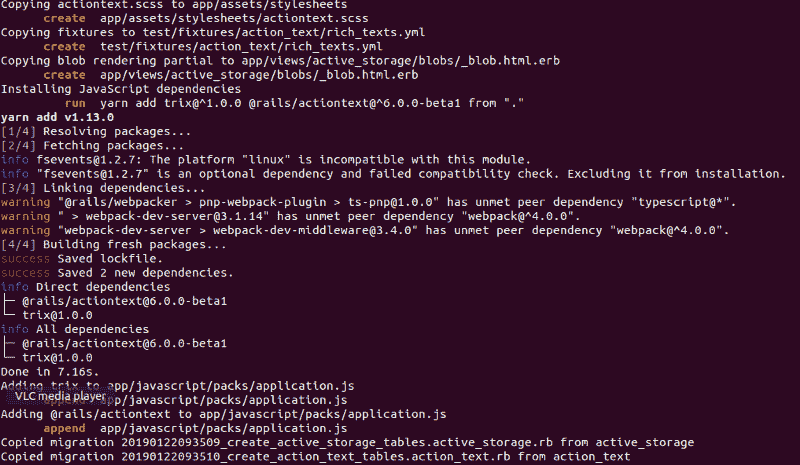 Copying actiontext.scss to app/assets/stylesheets
create app/assets/stylesheets/actiontext.scss
Copying fixtures to test/fixtures/action_text/rich_texts.yml
create test/fixtures/action_text/rich_texts.yml
Copying blob rendering partial to app/views/active_storage/blobs/_blob.html.erb
create app/views/active_storage/blobs/_blob.html.erb
Installing JavaScript dependencies
run yarn add trix@^1.0.0 @rails/actiontext@^6.0.0-beta1 from "."
yarn add v1.13.0
[1/4] Resolving packages...
[2/4] Fetching packages...
info fsevents@1.2.7: The platform "linux" is incompatible with this module.
info "fsevents@1.2.7" is an optional dependency and failed compatibility check. Excluding it from installation.
[3/4] Linking dependencies...
warning "@rails/webpacker > pnp-webpack-plugin > ts-pnp@1.0.0" has unmet peer dependency "typescript@*".
warning " > webpack-dev-server@3.1.14" has unmet peer dependency "webpack@^4.0.0".
warning "webpack-dev-server > webpack-dev-middleware@3.4.0" has unmet peer dependency "webpack@^4.0.0".
[4/4] Building fresh packages...
success Saved lockfile.
success Saved 2 new dependencies.
info Direct dependencies
├─ @rails/actiontext@6.0.0-beta1
└─ trix@1.0.0
info All dependencies
├─ @rails/actiontext@6.0.0-beta1
└─ trix@1.0.0
Done in 7.16s.
Adding trix to app/javascript/packs/application.js
VLC media player
app/javascript/packs/application.js
Adding @rails/actiontext to app/javascript/packs/application.js
append app/javascript/packs/application.js
Copied migration 20190122093509_create_active_storage_tables.active_storage.rb from active_storage
Copied migration 20190122093510_create_action_text_tables.action_text.rb from action_text